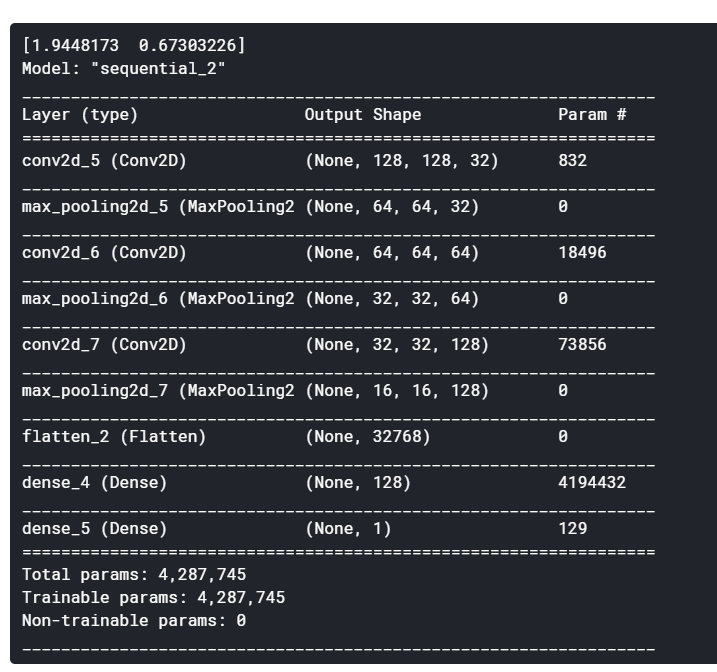 [1.9448173  0.67303226]
Model: "sequential_2"
_________________________________________________________________
Layer (type)                 Output Shape              Param #
=================================================================
conv2d_5 (Conv2D)            (None, 128, 128, 32)      832
_________________________________________________________________
max_pooling2d_5 (MaxPooling2 (None, 64, 64, 32)        0
_________________________________________________________________
conv2d_6 (Conv2D)            (None, 64, 64, 64)        18496
_________________________________________________________________
max_pooling2d_6 (MaxPooling2 (None, 32, 32, 64)        0
_________________________________________________________________
conv2d_7 (Conv2D)            (None, 32, 32, 128)       73856
_________________________________________________________________
max_pooling2d_7 (MaxPooling2 (None, 16, 16, 128)       0
_________________________________________________________________
flatten_2 (Flatten)          (None, 32768)             0
_________________________________________________________________
dense_4 (Dense)              (None, 128)               4194432
_________________________________________________________________
dense_5 (Dense)              (None, 1)                 129
=================================================================
Total params: 4,287,745
Trainable params: 4,287,745
Non-trainable params: 0
_________________________________________________________________